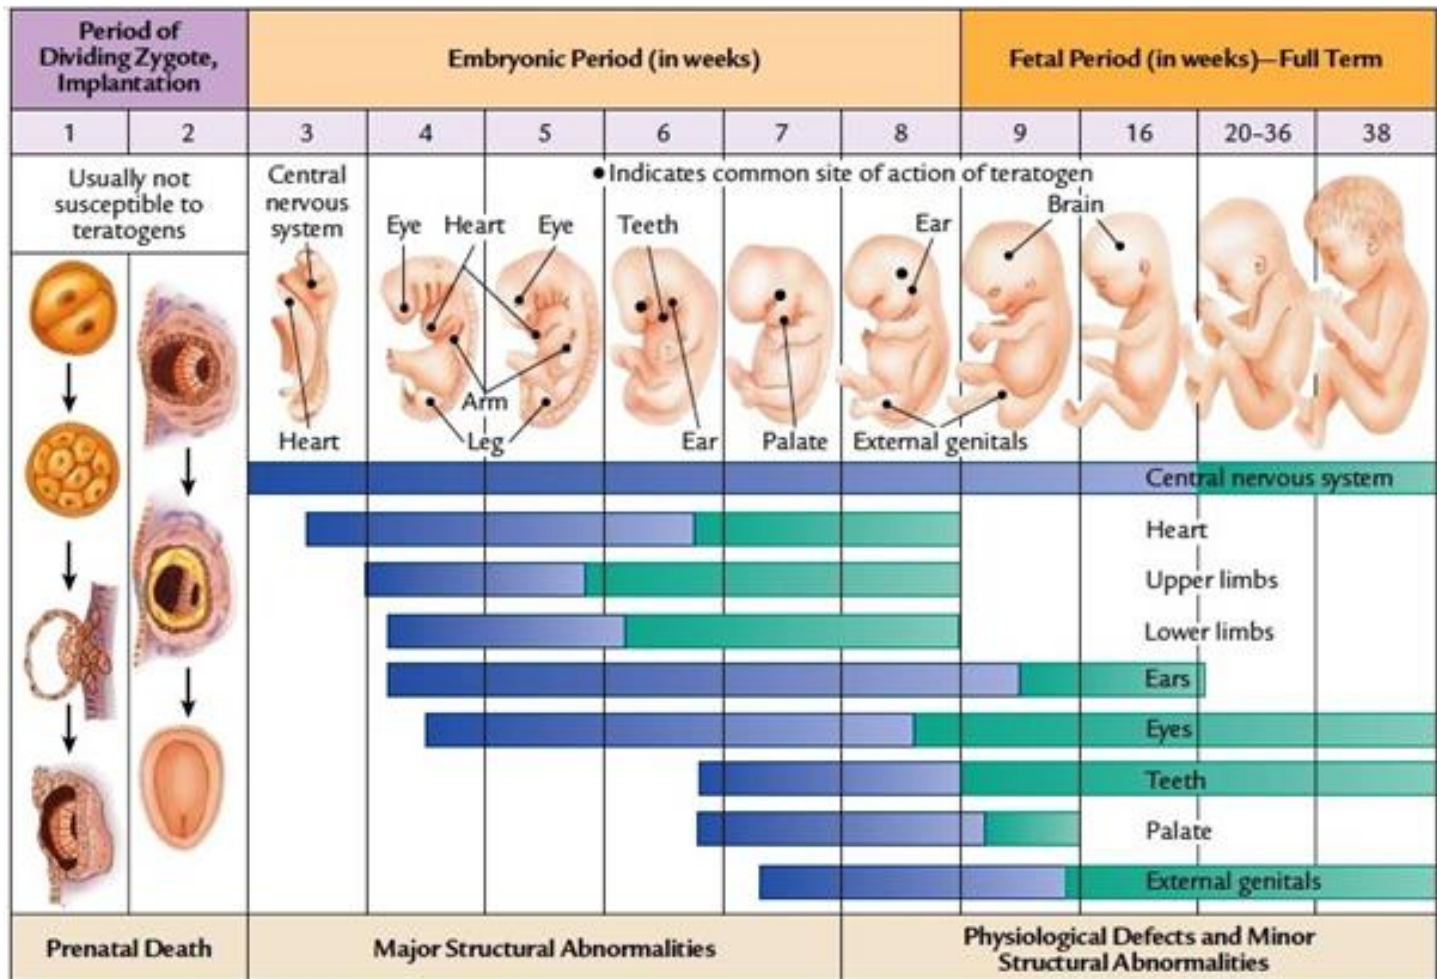 Period of
Dividing Zygote,
Implantation
Embryonic Period (in weeks)
Fetal Period (in weeks)—Full Term
1
2
3
4
5
6
7
8
9
16
20–36
38
Usually not
susceptible to
teratogens
Central
nervous
system
•Indicates common site of action of teratogen
Eye
Heart
Eye
Teeth
Ear
Brain
Arm
Heart
Leg
Ear
Palate
External genitals
Central nervous system
Heart
Upper limbs
Lower limbs
Ears
Eyes
Teeth
Palate
External genitals
Prenatal Death
Major Structural Abnormalities
Physiological Defects and Minor
Structural Abnormalities